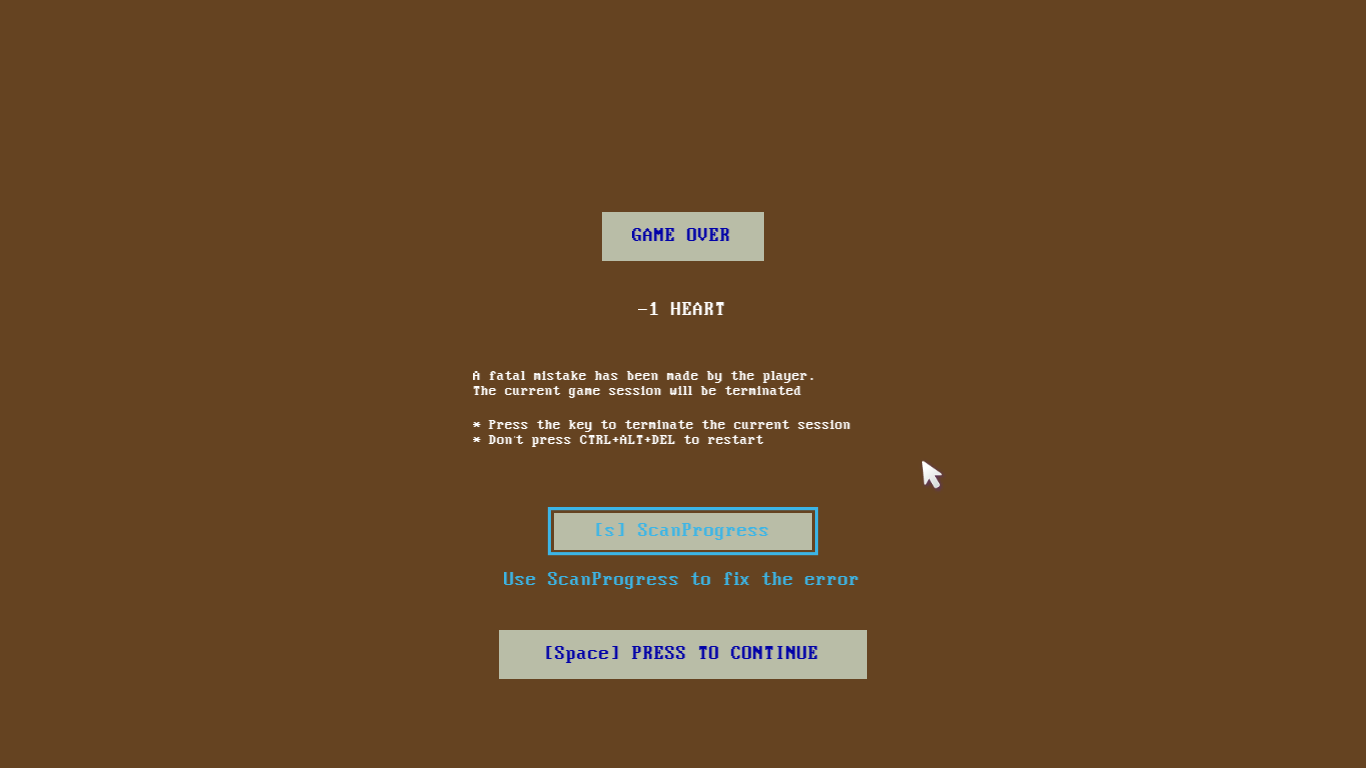 GAME OVER
-1 HEART
A fatal mistake has been made by the player.
The current game session will be terminated
* Press the key to terminate the current session
* Don't press CTRL+ALT+DEL to restart
[s] ScanProgress
Use ScanProgress to fix the error
[Space] PRESS TO CONTINUE